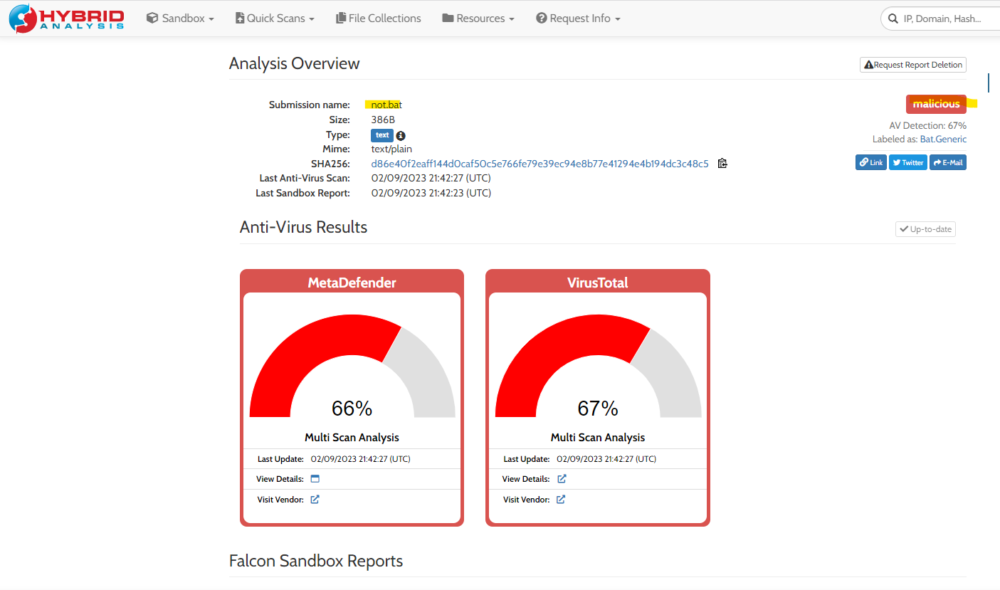 HYBRID ANALYSIS Sandbox Quick Scans File Collections Resources Request Info IP, Domain, Hash...
Analysis Overview
Request Report Deletion
Submission name: not.bat
malicious
Size: 386B
AV Detection: 67%
Type: text
Labeled as: Bat.Generic
Mime: text/plain
Link Twitter E-Mail
SHA256: d86e40f2eaff144d0caf50c5e766fe79e39ec94e8b77e41294e4b194dc3c48c5
Last Anti-Virus Scan: 02/09/2023 21:42:27 (UTC)
Last Sandbox Report: 02/09/2023 21:42:23 (UTC)
Anti-Virus Results
Up-to-date
MetaDefender
66%
Multi Scan Analysis
Last Update: 02/09/2023 21:42:27 (UTC)
View Details:
Visit Vendor:
VirusTotal
67%
Multi Scan Analysis
Last Update: 02/09/2023 21:42:27 (UTC)
View Details:
Visit Vendor:
Falcon Sandbox Reports